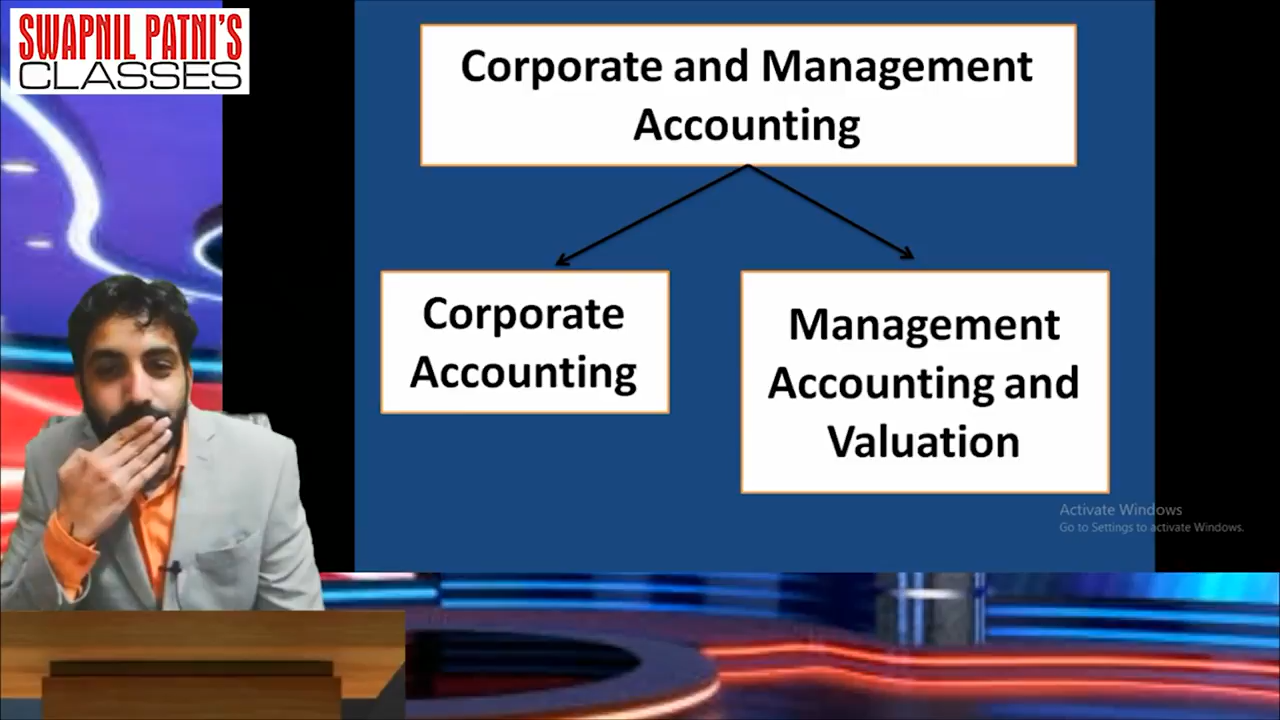 SWAPNIL PATNI'S
CLASSES
Corporate and Management
Accounting
Corporate
Accounting
Management
Accounting and
Valuation
Activate Windows
Go to Settings to activate Windows.